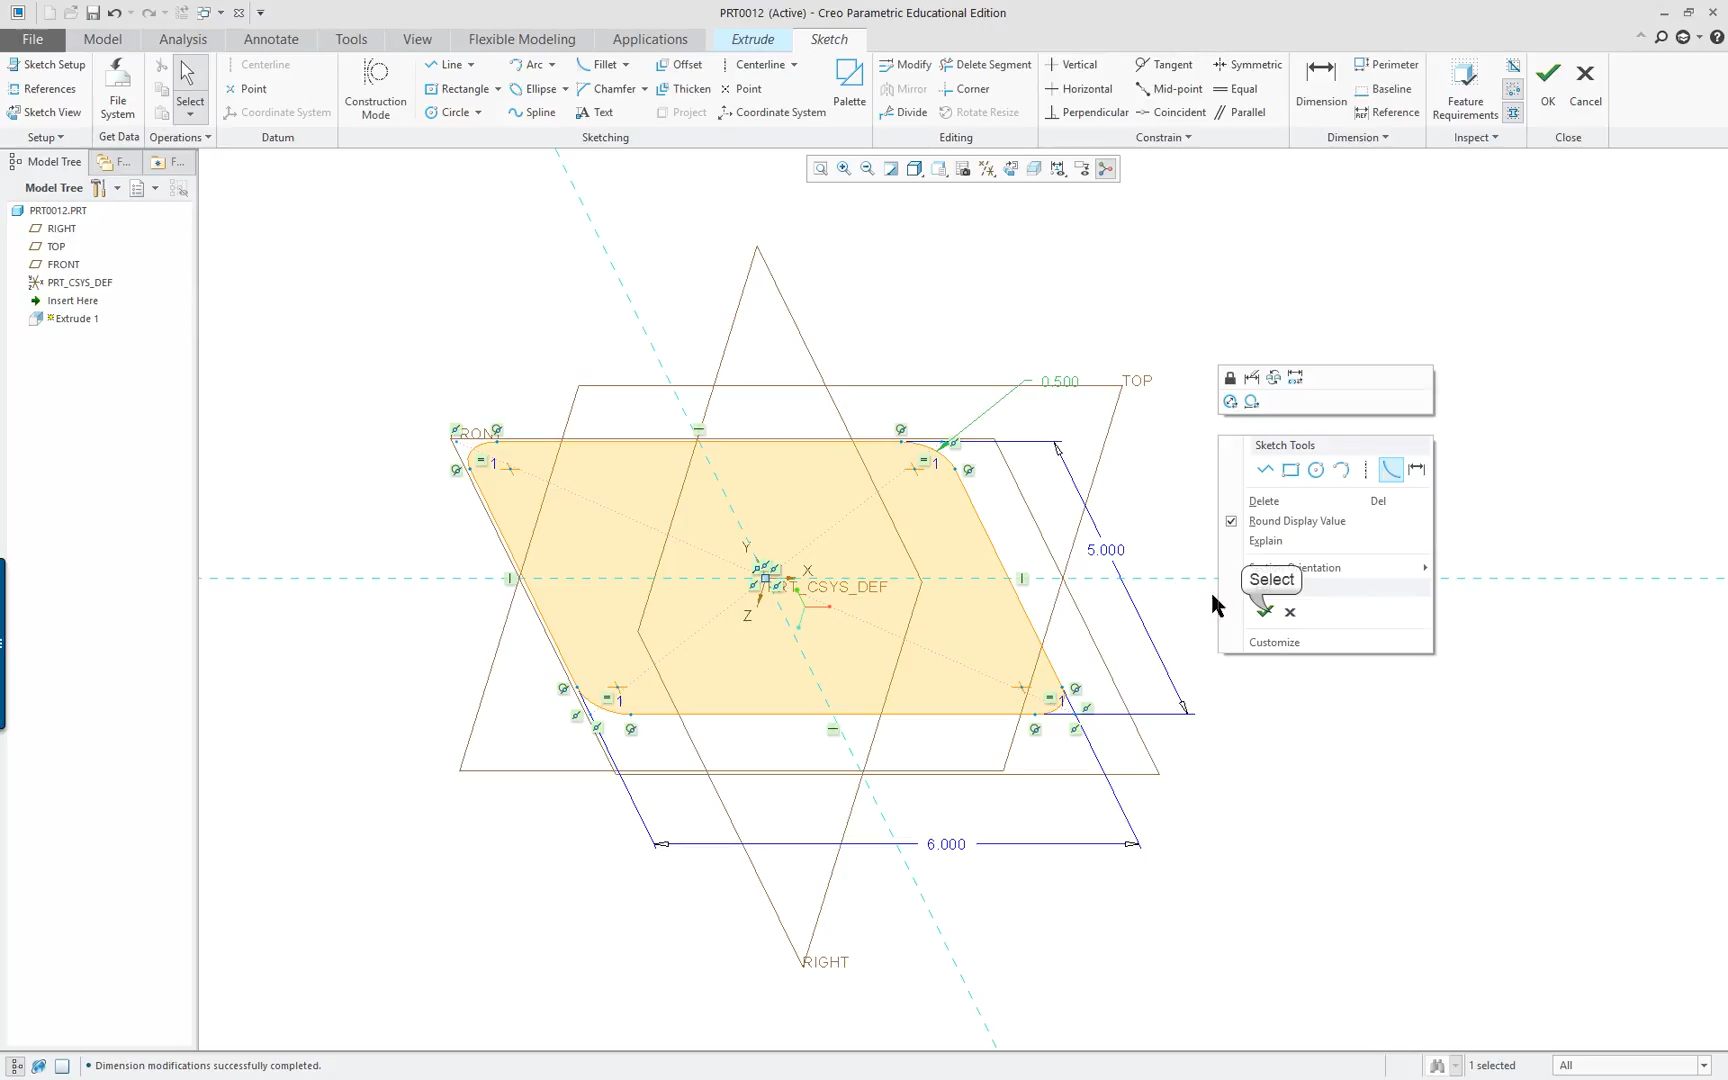 PRT0012 (Active) - Creo Parametric Educational Edition
File Model Analysis Annotate Tools View Flexible Modeling Applications Extrude Sketch
Sketch Setup
References
Sketch View
Setup
File System
Get Data
Select
Operations
Centerline
Point
Coordinate System
Datum
Construction Mode
Line Arc Fillet Offset Centerline
Rectangle Ellipse Chamfer Thicken Point
Circle Spline Text Project Coordinate System
Palette
Sketching
Modify Delete Segment
Mirror Corner
Divide Rotate Resize
Editing
Vertical Tangent Symmetric
Horizontal Mid-point Equal
Perpendicular Coincident Parallel
Constrain
Dimension
Perimeter
Baseline
REF Reference
Dimension
Feature Requirements
Inspect
OK Cancel
Close
Model Tree F... F...
Model Tree
PRT0012.PRT
RIGHT
TOP
FRONT
PRT_CSYS_DEF
Insert Here
Extrude 1
0.500
TOP
1
1
5.000
Y
X
Z
1
1
6.000
RIGHT
Sketch Tools
Delete Del
Round Display Value
Explain
Select
Customize
Dimension modifications successfully completed.
1 selected
All